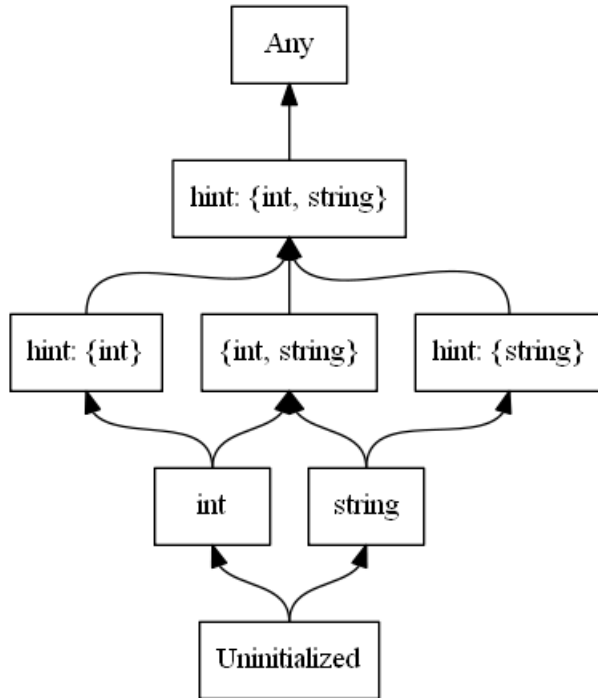 Any
hint: {int, string}
hint: {int}
{int, string}
hint: {string}
int
string
Uninitialized